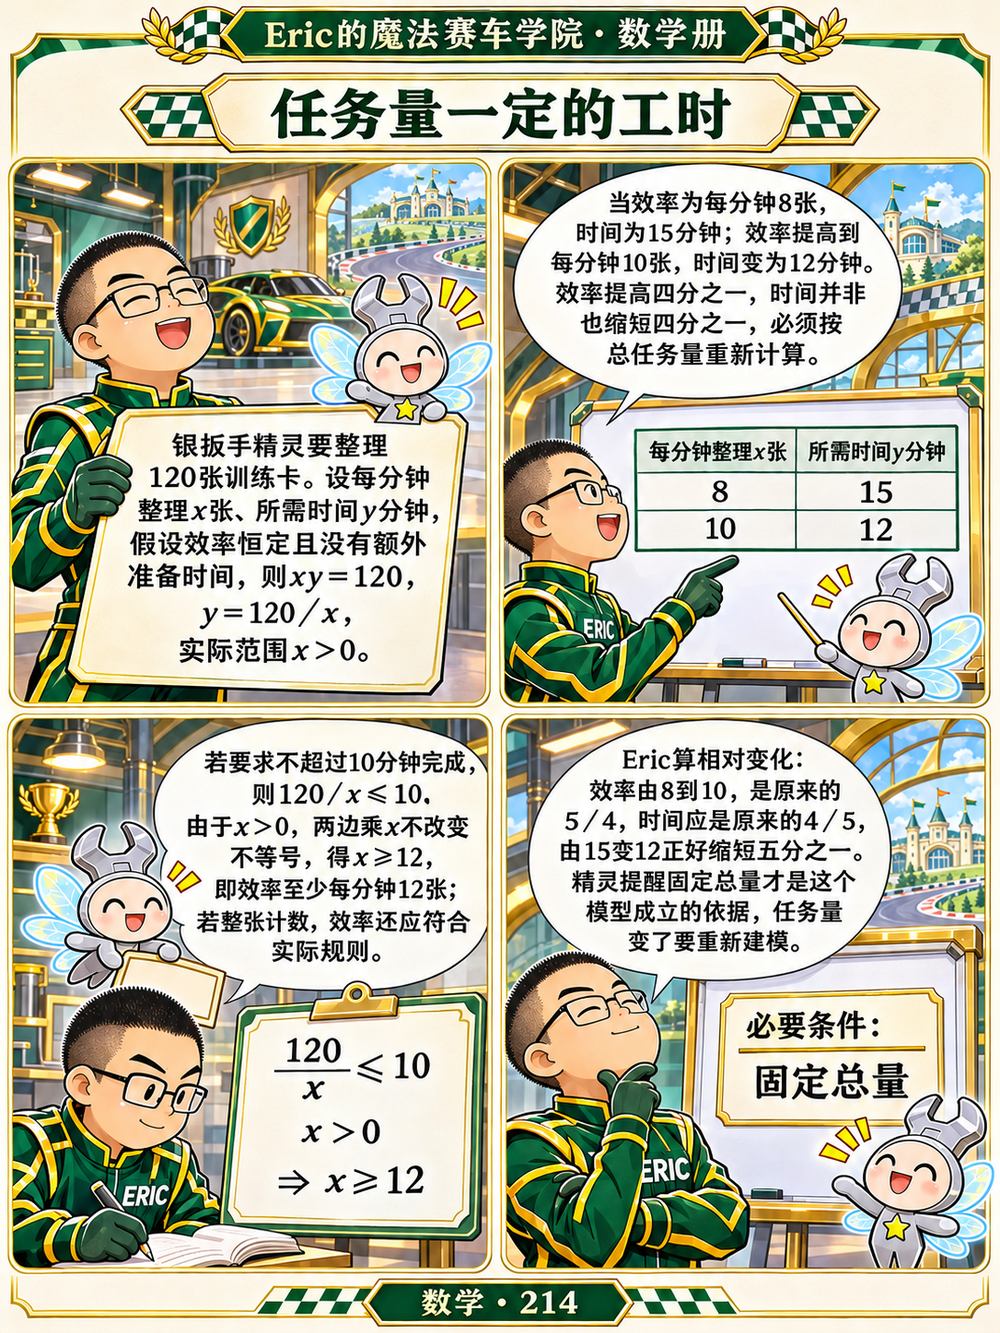 Eric的魔法赛车学院·数学册
任务量一定的工时
银扳手精灵要整理
120张训练卡。设每分钟
整理x张、所需时间y分钟，
假设效率恒定且没有额外
准备时间，则xy=120，
y=120/x，
实际范围x>0。
当效率为每分钟8张，
时间为15分钟；效率提高到
每分钟10张，时间变为12分钟。
效率提高四分之一，时间并非
也缩短四分之一，必须按
总任务量重新计算。
每分钟整理x张 所需时间y分钟
8 15
10 12
ERIC
若要求不超过10分钟完成，
则120/x≤10，
由于x>0，两边乘x不改变
不等号，得x≥12，
即效率至少每分钟12张；
若整张计数，效率还应符合
实际规则。
120/x≤10
x>0
⇒ x≥12
ERIC
Eric算相对变化：
效率由8到10，是原来的
5/4，时间应是原来的4/5，
由15变12正好缩短五分之一。
精灵提醒固定总量才是这个
模型成立的依据，任务量
变了要重新建模。
必要条件：
固定总量
ERIC
数学·214